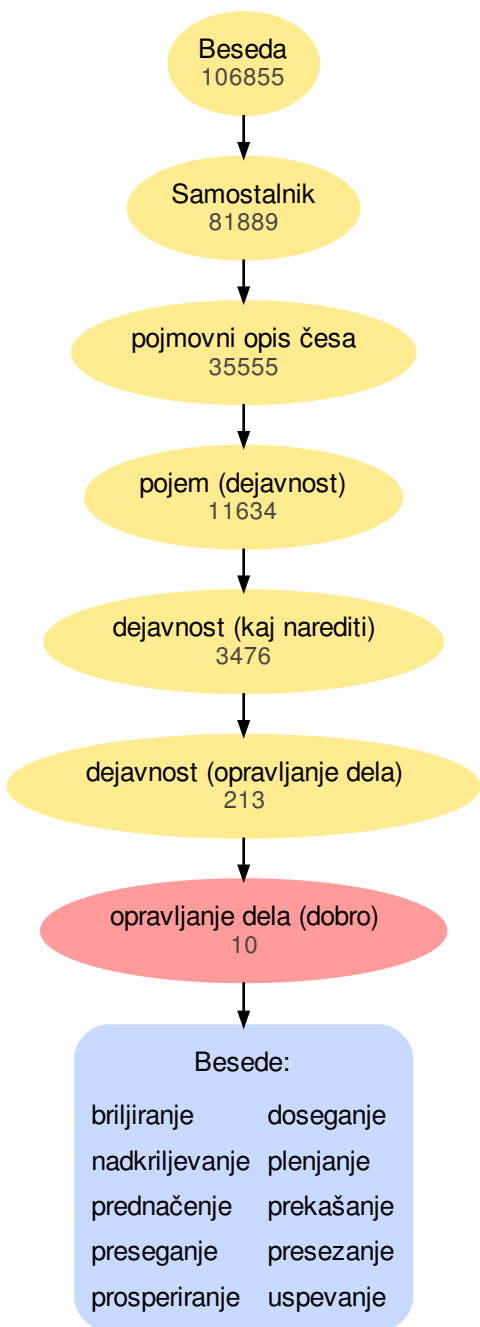 Beseda
106855
Samostalnik
81889
pojmovni opis česa
35555
pojem (dejavnost)
11634
dejavnost (kaj narediti)
3476
dejavnost (opravljanje dela)
213
opravljanje dela (dobro)
10
Besede:
briljiranje doseganje
nadkriljevanje plenjanje
prednačenje prekašanje
preseganje presezanje
prosperiranje uspevanje